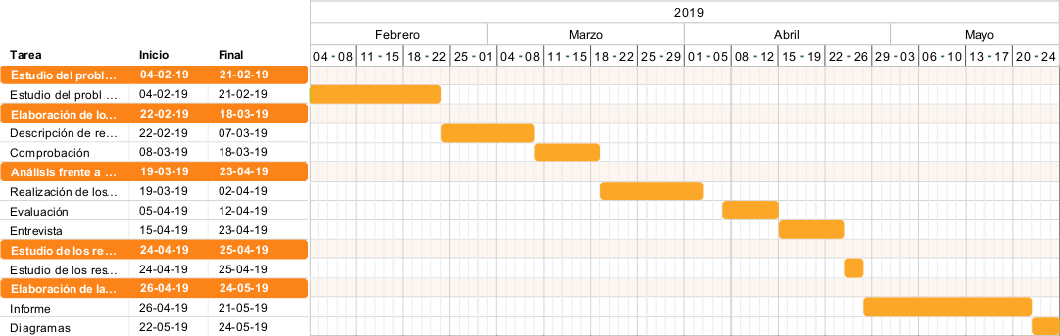 2019
Febrero Marzo Abril Mayo
Tarea Inicio Final 04 - 08 11 - 15 18 - 22 25 - 01 04 - 08 11 - 15 18 - 22 25 - 29 01 - 05 08 - 12 15 - 19 22 - 26 29 - 03 06 - 10 13 - 17 20 - 24
Estudio del probl... 04-02-19 21-02-19
Estudio del probl ... 04-02-19 21-02-19
Elaboración de lo... 22-02-19 18-03-19
Descripción de re... 22-02-19 07-03-19
Comprobación 08-03-19 18-03-19
Análisis frente a ... 19-03-19 23-04-19
Realización de los... 19-03-19 02-04-19
Evaluación 05-04-19 12-04-19
Entrevista 15-04-19 23-04-19
Estudio de los re... 24-04-19 25-04-19
Estudio de los res... 24-04-19 25-04-19
Elaboración de la... 26-04-19 24-05-19
Informe 26-04-19 21-05-19
Diagramas 22-05-19 24-05-19